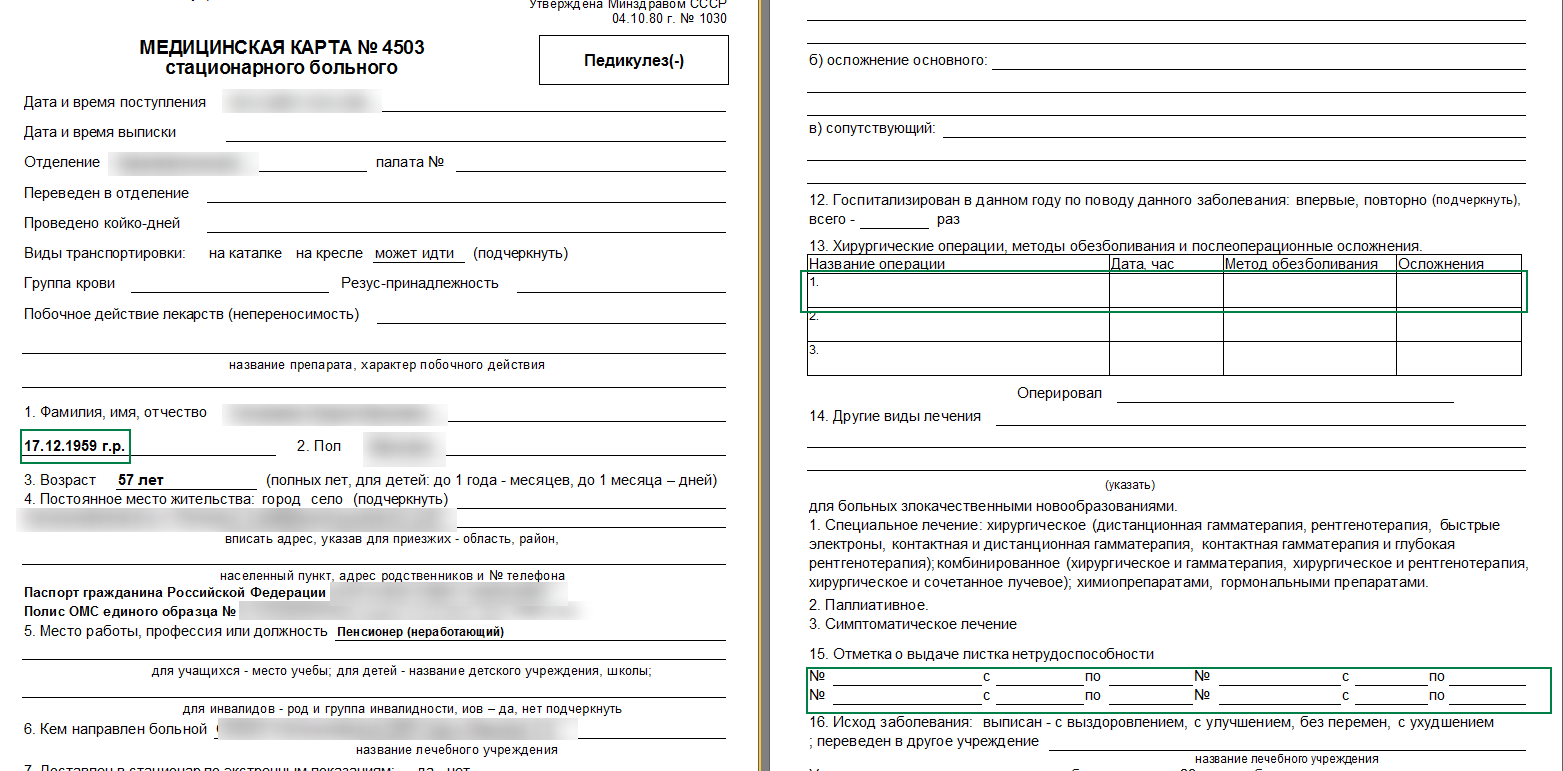 Утверждена Минздравом СССР
04.10.80 г. № 1030
МЕДИЦИНСКАЯ КАРТА № 4503
стационарного больного
Педикулез(-)
Дата и время поступления
Дата и время выписки
Отделение палата №
Переведен в отделение
Проведено койко-дней
Виды транспортировки: на каталке на кресле может идти (подчеркнуть)
Группа крови Резус-принадлежность
Побочное действие лекарств (непереносимость)
название препарата, характер побочного действия
1. Фамилия, имя, отчество
17.12.1959 г.р. 2. Пол
3. Возраст 57 лет (полных лет, для детей: до 1 года - месяцев, до 1 месяца – дней)
4. Постоянное место жительства: город село (подчеркнуть)
вписать адрес, указав для приезжих - область, район,
населенный пункт, адрес родственников и № телефона
Паспорт гражданина Российской Федерации
Полис ОМС единого образца №
5. Место работы, профессия или должность Пенсионер (неработающий)
для учащихся - место учебы; для детей - название детского учреждения, школы;
для инвалидов - род и группа инвалидности, иов – да, нет подчеркнуть
6. Кем направлен больной
название лечебного учреждения
7. Доставлен в стационар по экстренным показаниям: да - нет
б) осложнение основного:
в) сопутствующий:
12. Госпитализирован в данном году по поводу данного заболевания: впервые, повторно (подчеркнуть),
всего - раз
13. Хирургические операции, методы обезболивания и послеоперационные осложнения.
Название операции Дата, час Метод обезболивания Осложнения
1.
2.
3.
Оперировал
14. Другие виды лечения
(указать)
для больных злокачественными новообразованиями.
1. Специальное лечение: хирургическое (дистанционная гамматерапия, рентгенотерапия, быстрые
электроны, контактная и дистанционная гамматерапия, контактная гамматерапия и глубокая
рентгенотерапия); комбинированное (хирургическое и гамматерапия, хирургическое и рентгенотерапия,
хирургическое и сочетанное лучевое); химиопрепаратами, гормональными препаратами.
2. Паллиативное.
3. Симптоматическое лечение
15. Отметка о выдаче листка нетрудоспособности
№ с по № с по
№ с по № с по
16. Исход заболевания: выписан - с выздоровлением, с улучшением, без перемен, с ухудшением
; переведен в другое учреждение
название лечебного учреждения